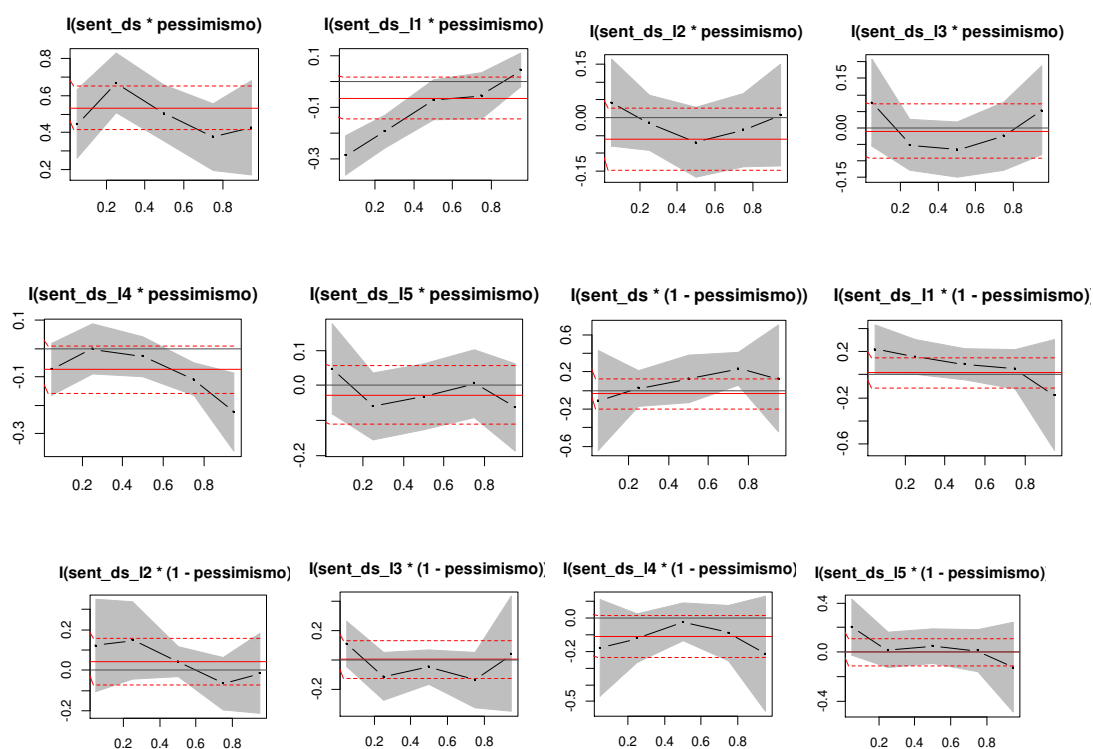 I(sent_ds * pessimismo)
0.2 0.4 0.6 0.8
0.2 0.4 0.6 0.8
I(sent_ds_l1 * pessimismo)
-0.3 -0.1 0.1
0.2 0.4 0.6 0.8
I(sent_ds_l2 * pessimismo)
-0.15 0.00 0.15
0.2 0.4 0.6 0.8
I(sent_ds_l3 * pessimismo)
-0.15 0.00 0.15
0.2 0.4 0.6 0.8
I(sent_ds_l4 * pessimismo)
-0.3 -0.1 0.1
0.2 0.4 0.6 0.8
I(sent_ds_l5 * pessimismo)
-0.2 0.0 0.1
0.2 0.4 0.6 0.8
I(sent_ds * (1 - pessimismo))
-0.6 -0.2 0.2 0.6
0.2 0.4 0.6 0.8
I(sent_ds_l1 * (1 - pessimismo)
-0.6 -0.2 0.2
0.2 0.4 0.6 0.8
I(sent_ds_l2 * (1 - pessimismo)
-0.2 0.0 0.2
0.2 0.4 0.6 0.8
I(sent_ds_l3 * (1 - pessimismo)
-0.2 0.2
0.2 0.4 0.6 0.8
I(sent_ds_l4 * (1 - pessimismo)
-0.5 -0.2 0.0
0.2 0.4 0.6 0.8
I(sent_ds_l5 * (1 - pessimismo)
-0.4 0.0 0.4
0.2 0.4 0.6 0.8